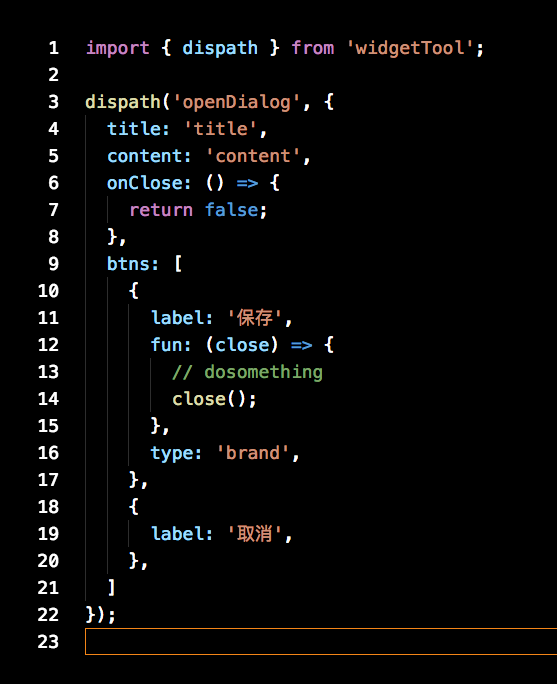 1 import { dispath } from 'widgetTool';
2
3 dispath('openDialog', {
4 title: 'title',
5 content: 'content',
6 onClose: () => {
7 return false;
8 },
9 btns: [
10 {
11 label: '保存',
12 fun: (close) => {
13 // dosomething
14 close();
15 },
16 type: 'brand',
17 },
18 {
19 label: '取消',
20 },
21 ]
22 });
23